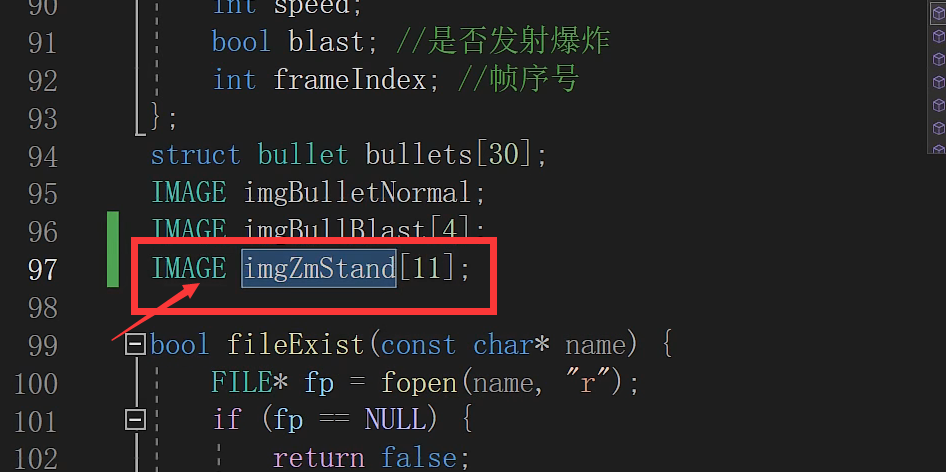 90 int speed;
91 bool blast; //是否发射爆炸
92 int frameIndex; //帧序号
93 };
94 struct bullet bullets[30];
95 IMAGE imgBulletNormal;
96 IMAGE imgBullBlast[4];
97 IMAGE imgZmStand[11];
98
99 bool fileExist(const char* name) {
100 FILE* fp = fopen(name, "r");
101 if (fp == NULL) {
102 return false;